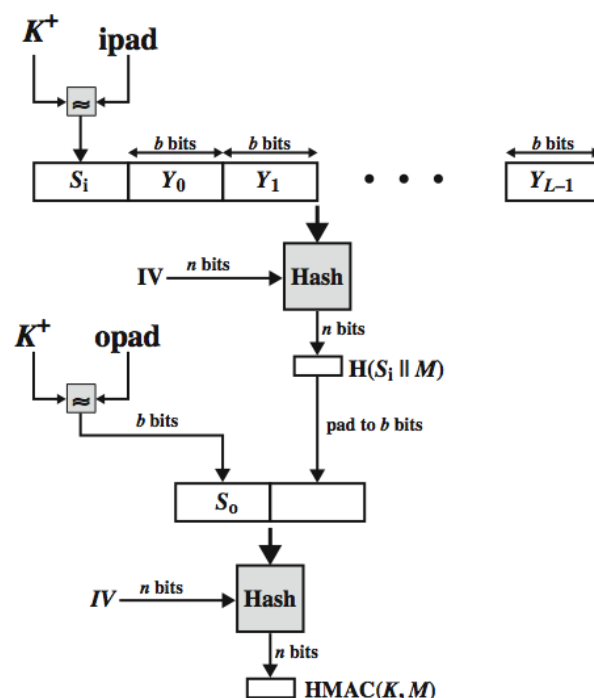 K⁺ ipad
≈
b bits b bits b bits
Sᵢ Y₀ Y₁ • • • Y_{L–1}
IV n bits Hash
n bits
K⁺ opad
H(Sᵢ || M)
≈
b bits pad to b bits
Sₒ
IV n bits Hash
n bits
HMAC(K, M)